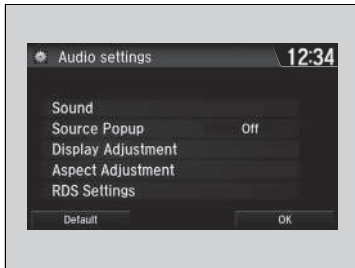 Audio settings 12:34
Sound
Source Popup Off
Display Adjustment
Aspect Adjustment
RDS Settings
Default OK